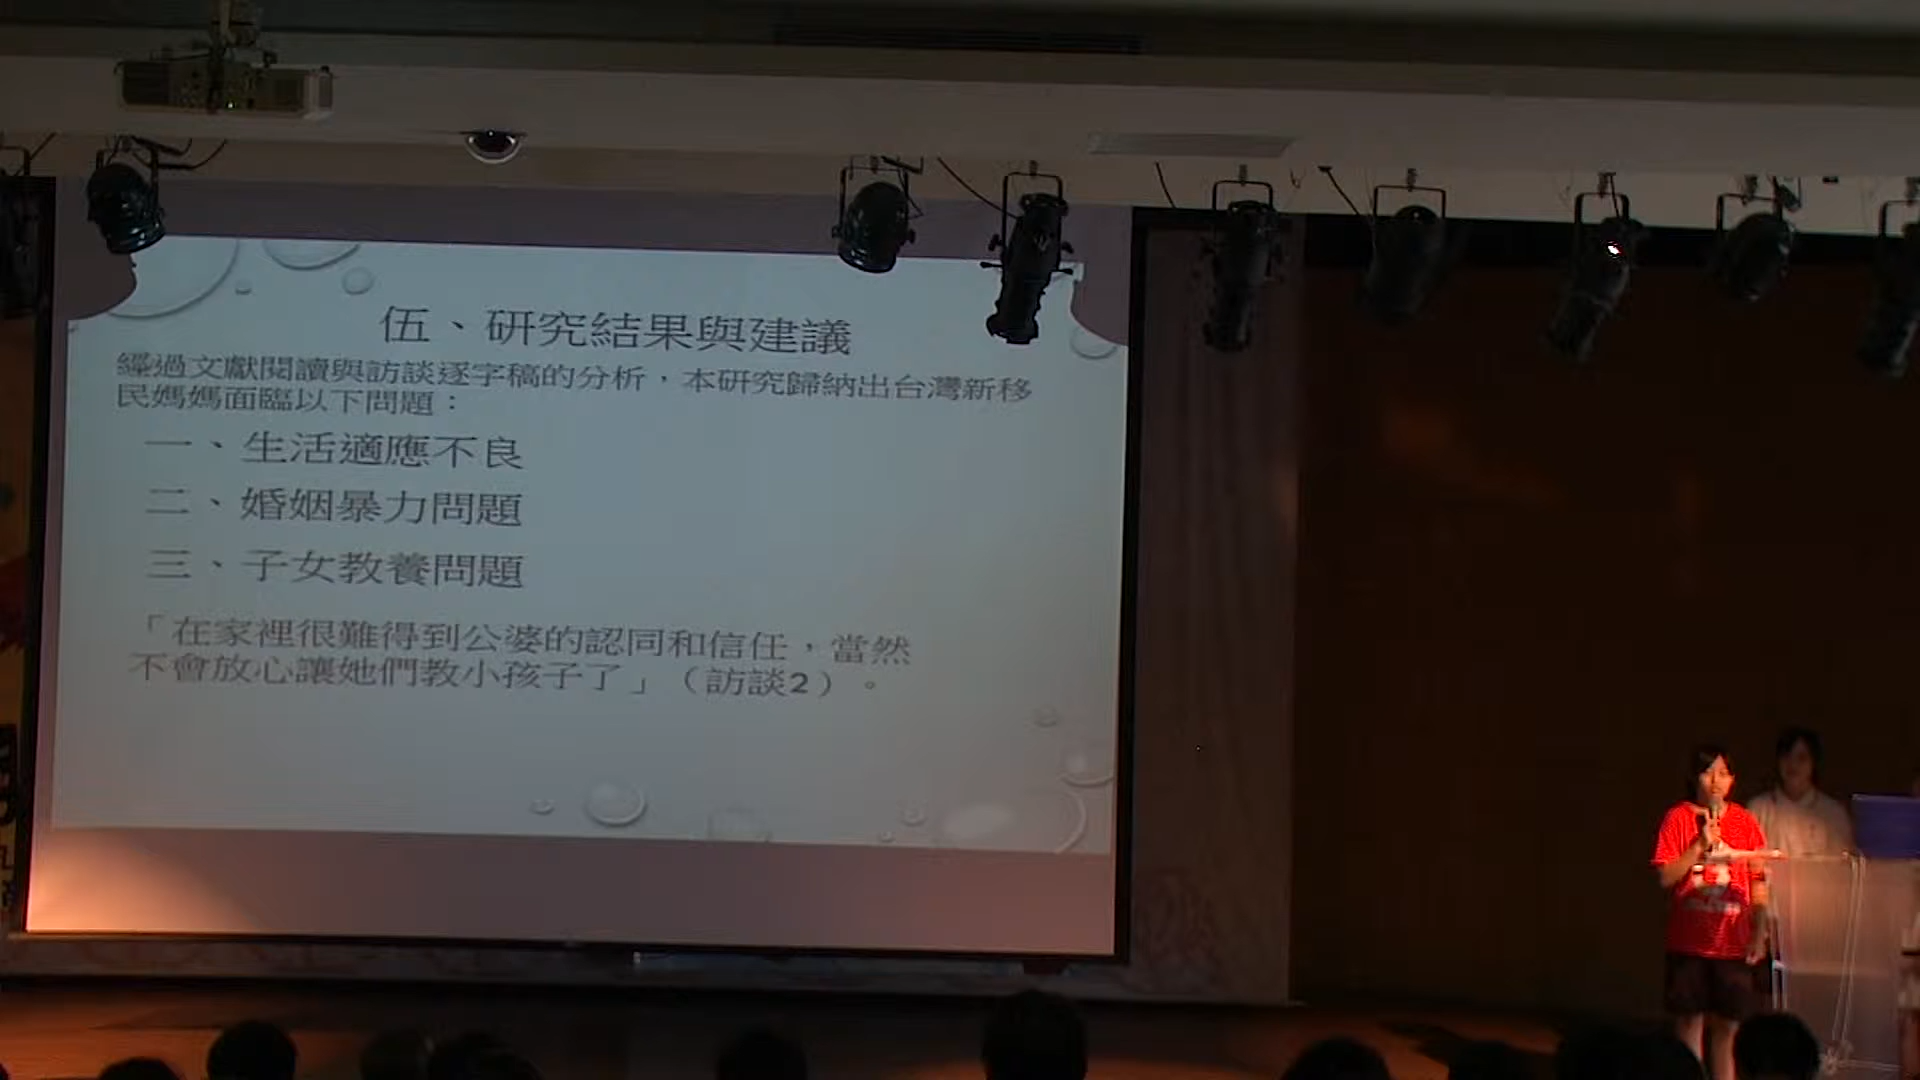 伍、研究結果與建議
經過文獻閱讀與訪談逐字稿的分析，本研究歸納出台灣新移
民媽媽面臨以下問題：
一、生活適應不良
二、婚姻暴力問題
三、子女教養問題
「在家裡很難得到公婆的認同和信任，當然
不會放心讓她們教小孩子了」（訪談2）。